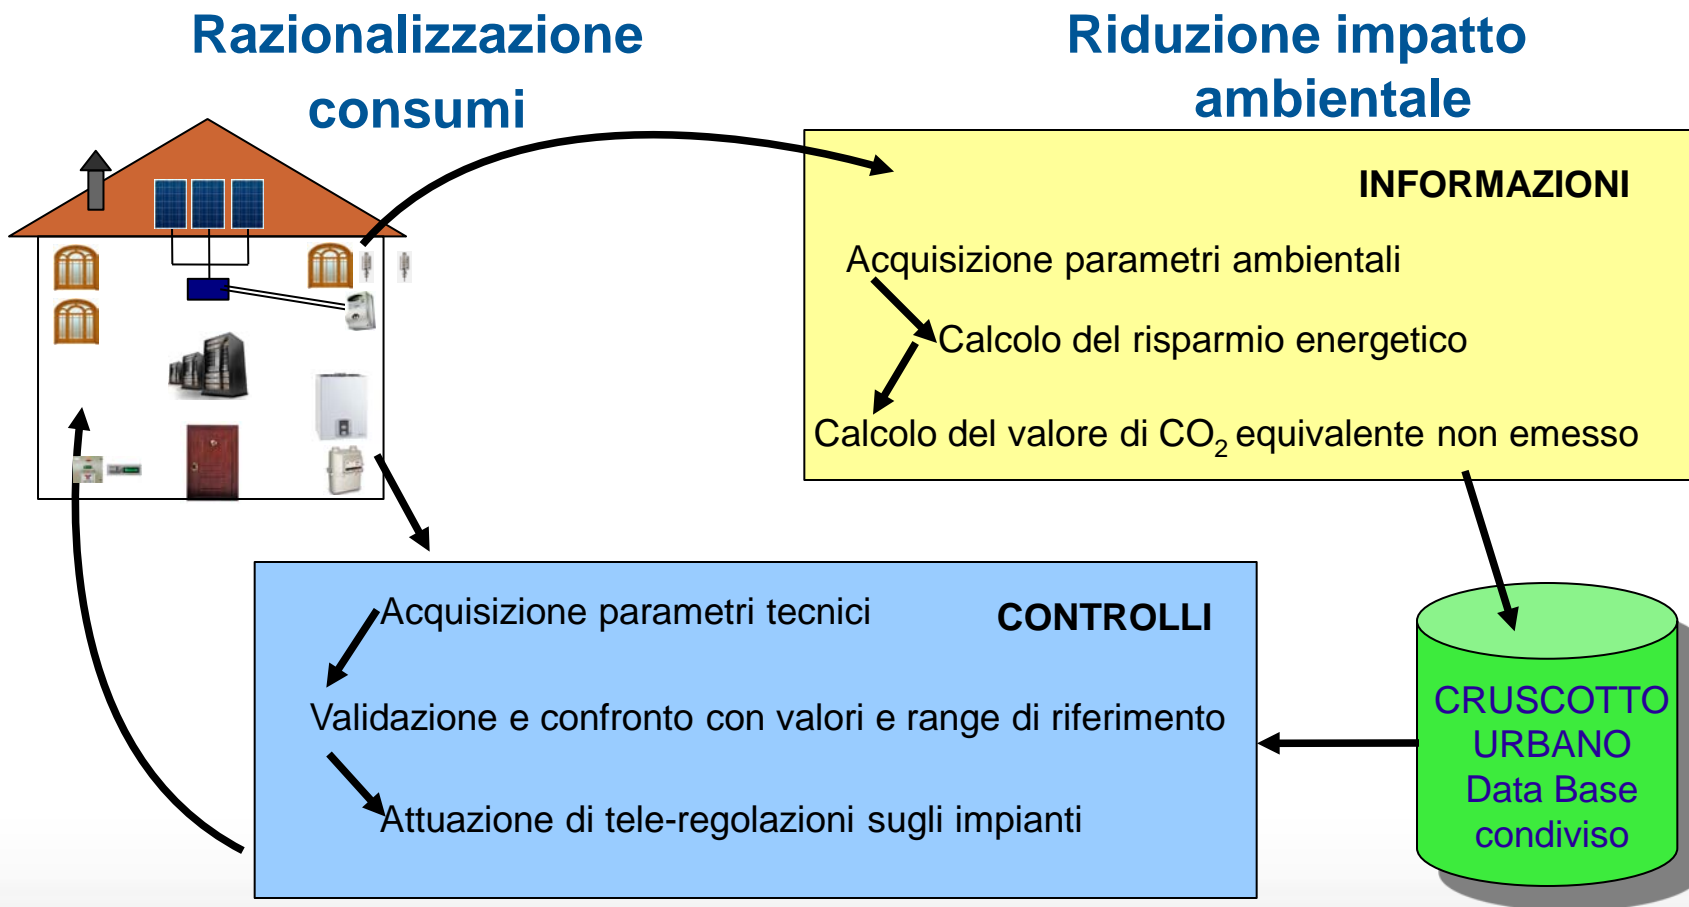 Razionalizzazione
consumi
Riduzione impatto
ambientale
INFORMAZIONI
Acquisizione parametri ambientali
Calcolo del risparmio energetico
Calcolo del valore di CO₂ equivalente non emesso
Acquisizione parametri tecnici
CONTROLLI
Validazione e confronto con valori e range di riferimento
Attuazione di tele-regolazioni sugli impianti
CRUSCOTTO
URBANO
Data Base
condiviso